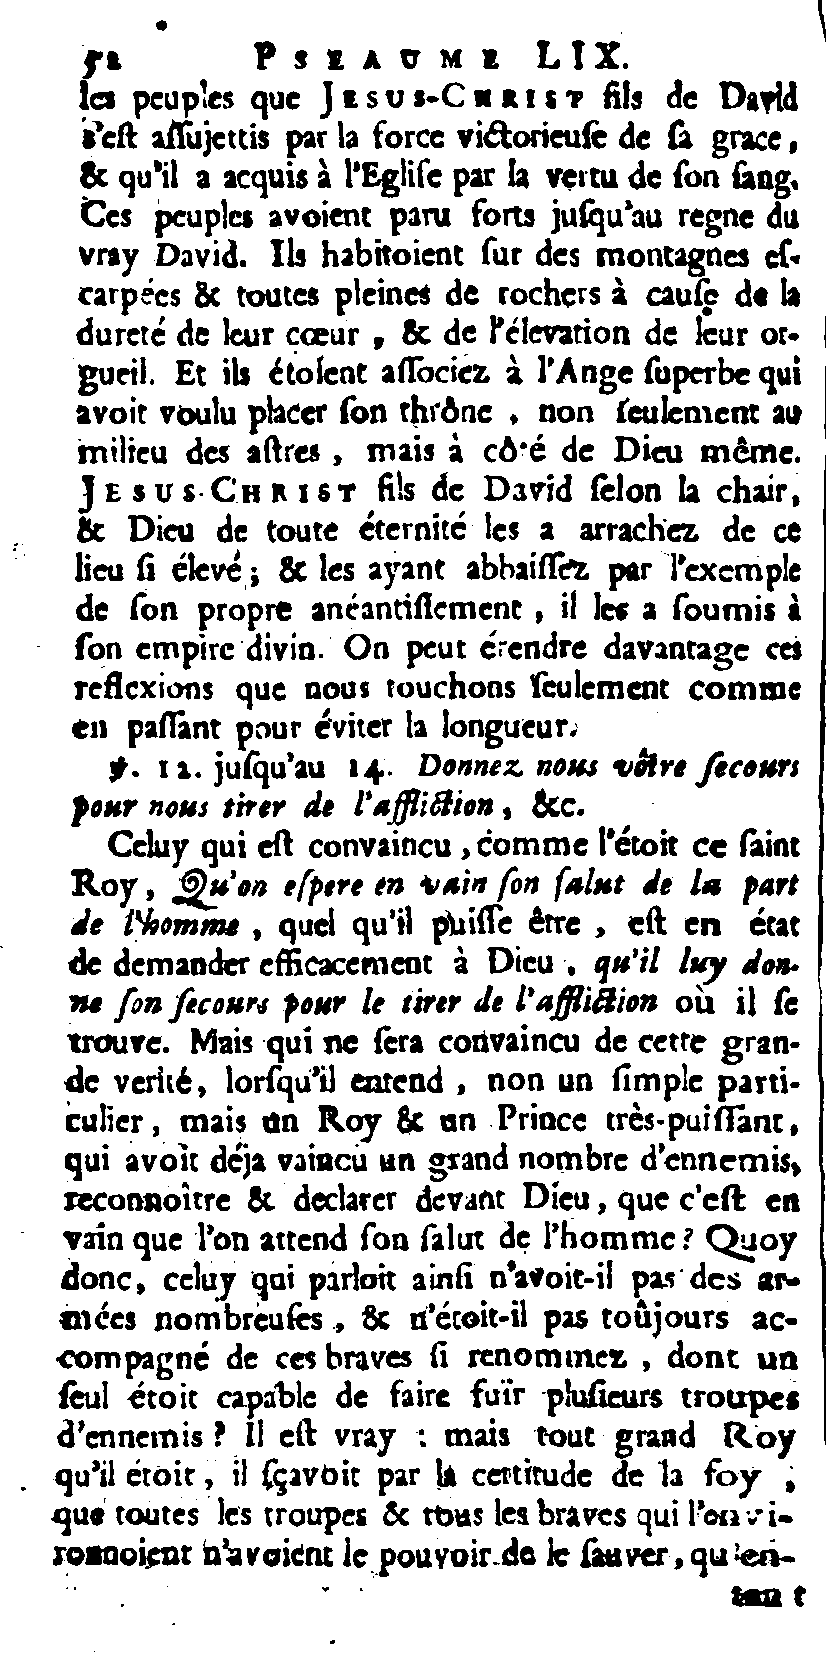 52 PSEAUME LIX.
les peuples que JESUS-CHRIST fils de David
s'eſt aſſujettis par la force victorieuſe de ſa grace,
& qu'il a acquis à l'Egliſe par la vertu de ſon ſang.
Ces peuples avoient paru forts juſqu'au regne du
vray David. Ils habitoient ſur des montagnes eſ-
carpées & toutes pleines de rochers à cauſe de la
dureté de leur cœur, & de l'élevation de leur or-
gueil. Et ils étoient aſſociez à l'Ange ſuperbe qui
avoit voulu placer ſon thrône, non ſeulement au
milieu des aſtres, mais à côté de Dieu même.
JESUS-CHRIST fils de David ſelon la chair,
& Dieu de toute éternité les a arrachez de ce
lieu ſi élevé; & les ayant abbaiſſez par l'exemple
de ſon propre anéantiſſement, il les a ſoumis à
ſon empire divin. On peut étendre davantage ces
reflexions que nous touchons ſeulement comme
en paſſant pour éviter la longueur.
℣. 12. juſqu'au 14. Donnez nous vôtre ſecours
pour nous tirer de l'affliction, &c.
Celuy qui eſt convaincu, comme l'étoit ce ſaint
Roy, Qu'on eſpere en vain ſon ſalut de la part
de l'homme, quel qu'il puiſſe être, eſt en état
de demander efficacement à Dieu, qu'il luy don-
ne ſon ſecours pour le tirer de l'affliction où il ſe
trouve. Mais qui ne ſera convaincu de cette gran-
de verité, lorſqu'il entend, non un ſimple parti-
culier, mais un Roy & un Prince très-puiſſant,
qui avoit déja vaincu un grand nombre d'ennemis,
reconnoître & declarer devant Dieu, que c'eſt en
vain que l'on attend ſon ſalut de l'homme? Quoy
donc, celuy qui parloit ainſi n'avoit-il pas des ar-
mées nombreuſes, & n'étoit-il pas toûjours ac-
compagné de ces braves ſi renommez, dont un
ſeul étoit capable de faire fuïr pluſieurs troupes
d'ennemis? Il eſt vray : mais tout grand Roy
qu'il étoit, il ſçavoit par la certitude de la foy,
que toutes les troupes & tous les braves qui l'envi-
ronnoient n'avoient le pouvoir de le ſauver, qu'en-
tant